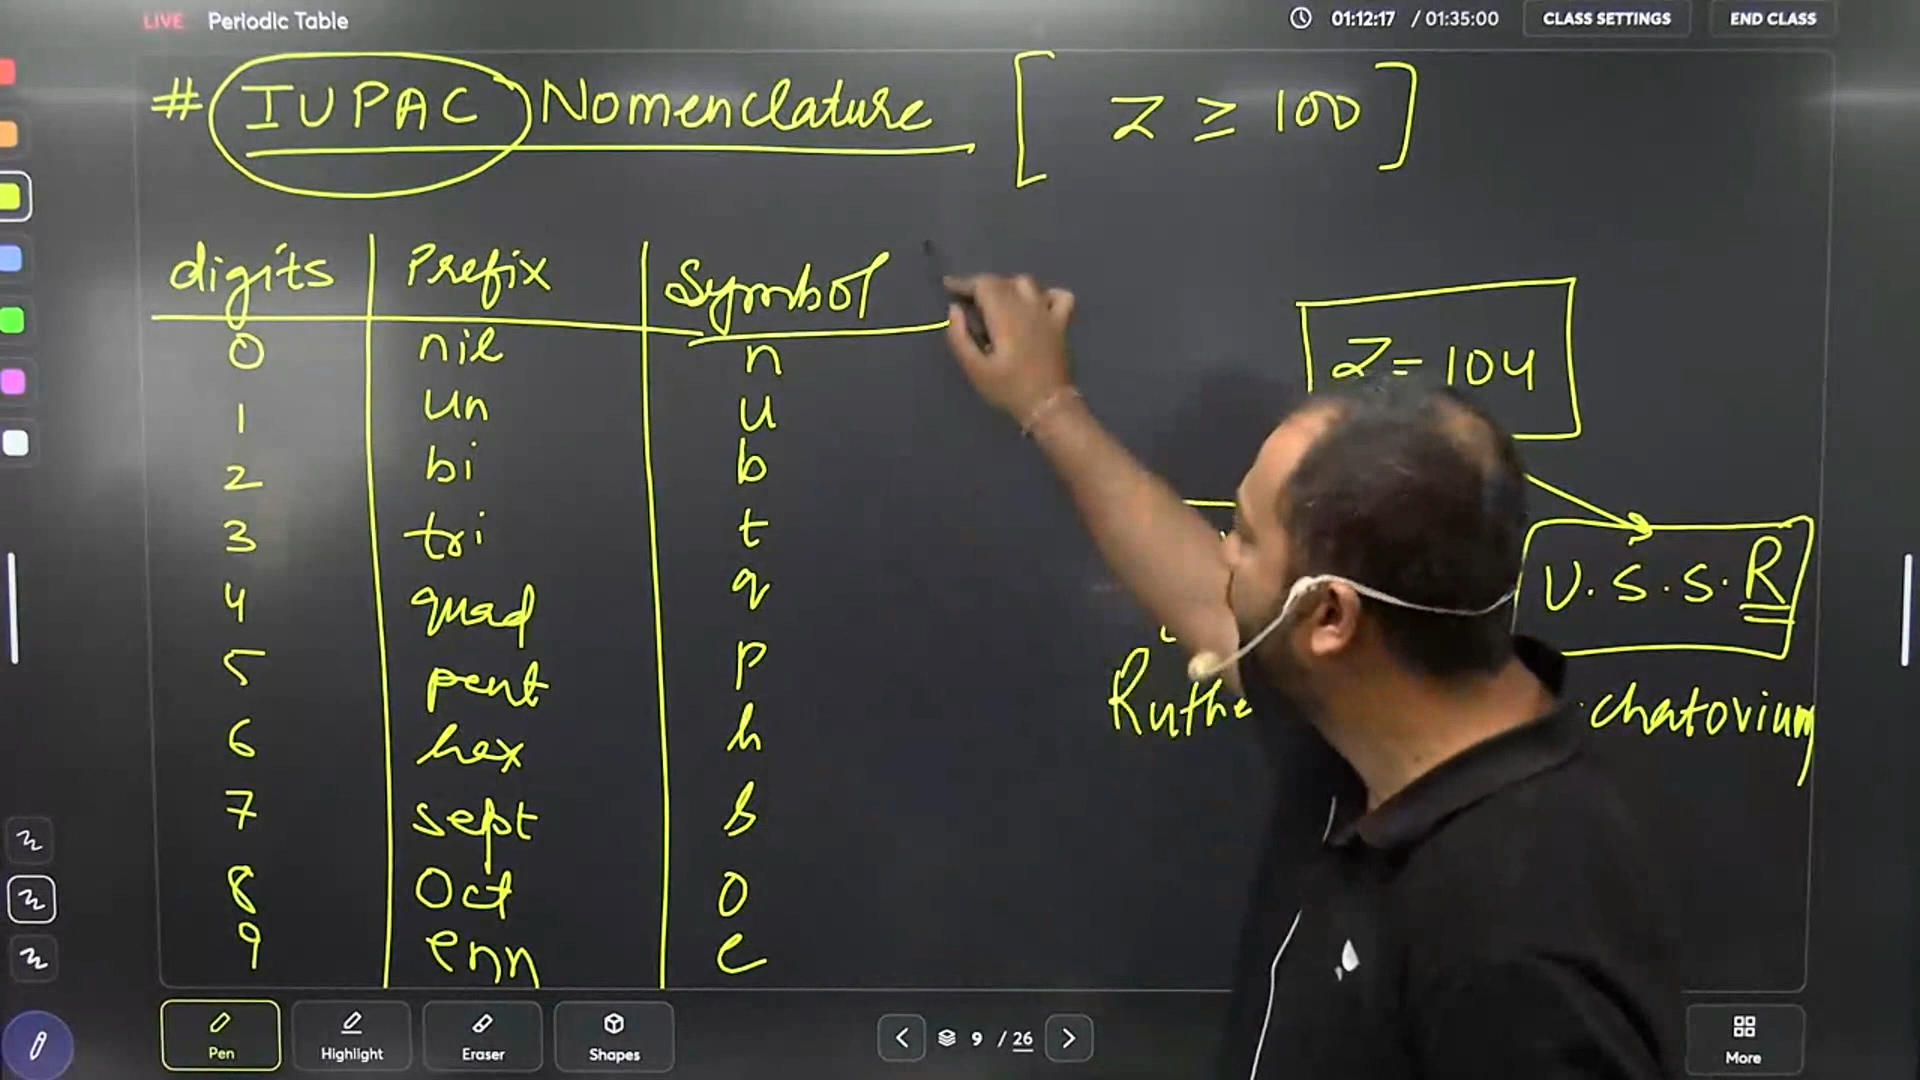 LIVE Periodic Table 01:12:17 / 01:35:00 CLASS SETTINGS END CLASS
# IUPAC Nomenclature [ Z ≥ 100 ]
digits Prefix Symbol
0 nil n
1 un u
2 bi b
3 tri t
4 quad q
5 pent p
6 hex h
7 sept s
8 Oct o
9 enn e
Z = 104
U.S.S.R
Ruthe chatovium
Pen Highlight Eraser Shapes 9 / 26 More